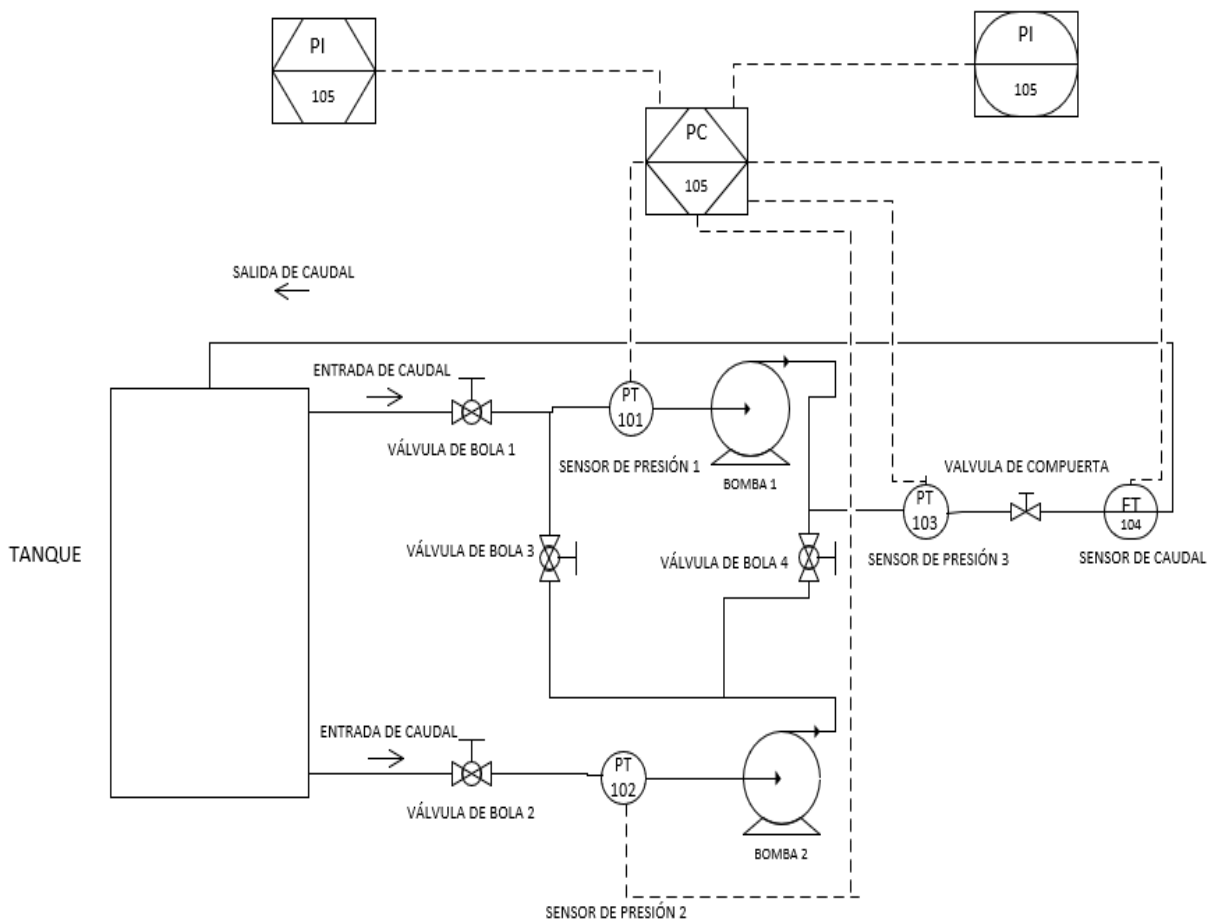 PI
105
PI
105
PC
105
SALIDA DE CAUDAL
ENTRADA DE CAUDAL
VÁLVULA DE BOLA 1
PT
101
SENSOR DE PRESIÓN 1
BOMBA 1
VALVULA DE COMPUERTA
PT
103
FT
104
TANQUE
VÁLVULA DE BOLA 3
VÁLVULA DE BOLA 4
SENSOR DE PRESIÓN 3
SENSOR DE CAUDAL
ENTRADA DE CAUDAL
VÁLVULA DE BOLA 2
PT
102
BOMBA 2
SENSOR DE PRESIÓN 2